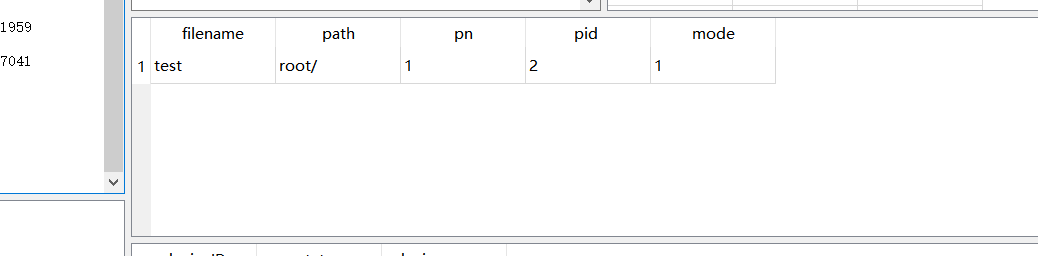 1959
7041
filename path pn pid mode
1 test root/ 1 2 1